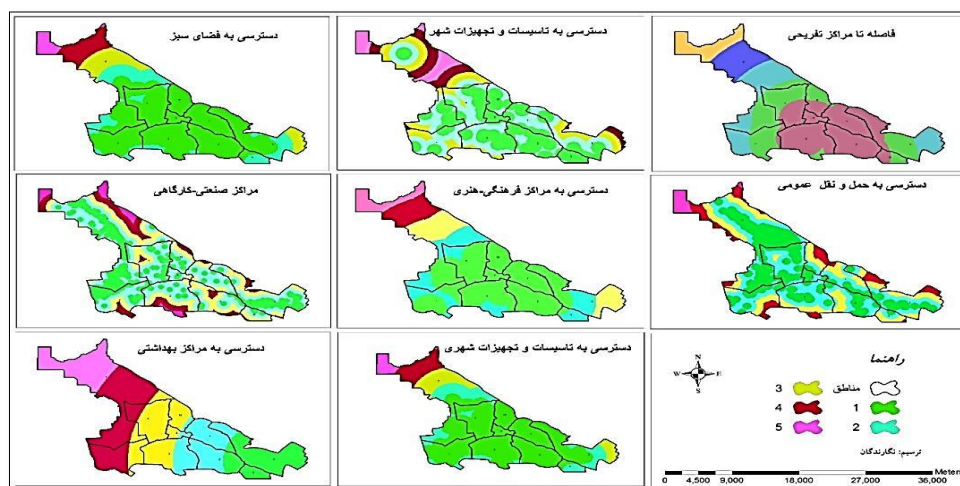 فاصله تا مراکز تفریحی
دسترسی به تاسیسات و تجهیزات شهر
دسترسی به فضای سبز
دسترسی به حمل و نقل عمومی
دسترسی به مراکز فرهنگی-هنری
مراکز صنعتی-کارگاهی
راهنما
مناطق
1
2
3
4
5
N
W E
S
ترسیم: نگارندگان
Meters
0 4,500 9,000 18,000 27,000 36,000
دسترسی به تاسیسات و تجهیزات شهری
دسترسی به مراکز بهداشتی